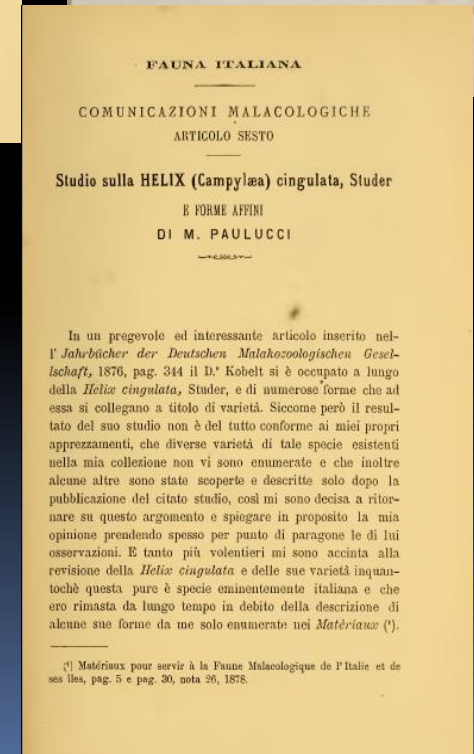 FAUNA ITALIANA
COMUNICAZIONI MALACOLOGICHE
ARTICOLO SESTO
Studio sulla HELIX (Campylæa) cingulata, Studer
E FORME AFFINI
DI M. PAULUCCI
In un pregevole ed interessante articolo inserito nel-
l' Jahrbücher der Deutschen Malakozoologischen Gesel-
lschaft, 1876, pag. 344 il D.r Kobelt si è occupato a lungo
della Helix cingulata, Studer, e di numerose forme che ad
essa si collegano a titolo di varietà. Siccome però il resul-
tato del suo studio non è del tutto conforme ai miei propri
apprezzamenti, che diverse varietà di tale specie esistenti
nella mia collezione non vi sono enumerate e che inoltre
alcune altre sono state scoperte e descritte solo dopo la
pubblicazione del citato studio, così mi sono decisa a ritor-
nare su questo argomento e spiegare in proposito la mia
opinione prendendo spesso per punto di paragone le di lui
osservazioni. E tanto più volentieri mi sono accinta alla
revisione della Helix cingulata e delle sue varietà inquan-
tochè questa pure è specie eminentemente italiana e che
ero rimasta da lungo tempo in debito della descrizione di
alcune sue forme da me solo enumerate nei Matériaux (¹).
(¹) Matériaux pour servir à la Faune Malacologique de l'Italie et de
ses îles, pag. 5 e pag. 30, nota 26, 1878.